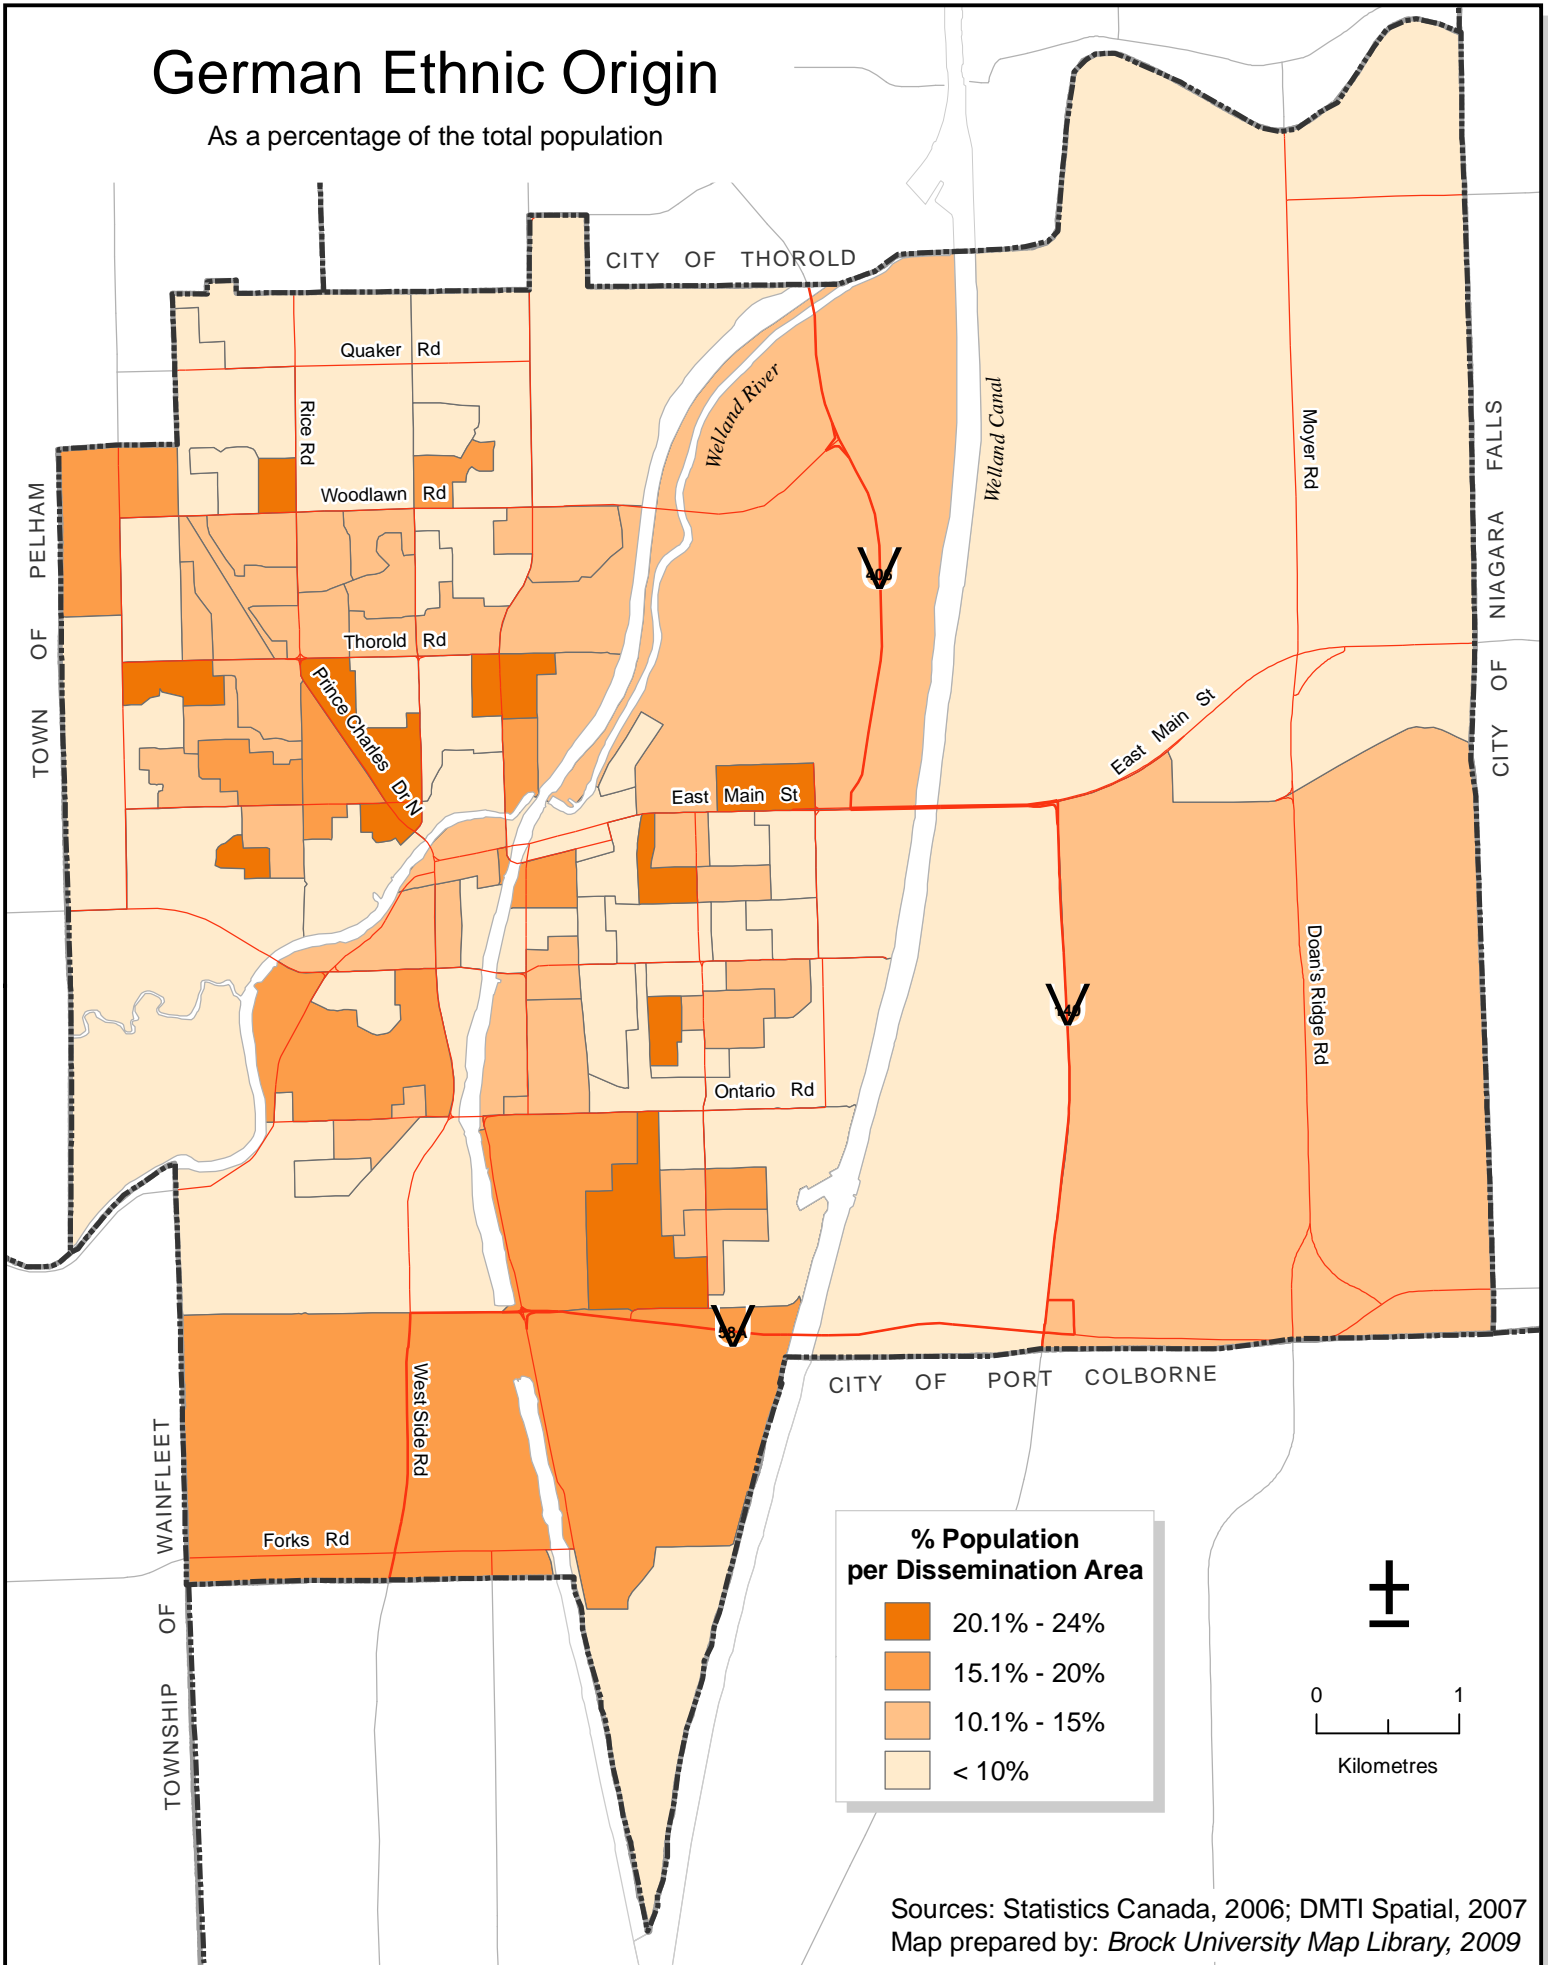 German Ethnic Origin
As a percentage of the total population
CITY OF THOROLD
Quaker Rd
Rice Rd
Welland River
Welland Canal
Moyer Rd
CITY OF NIAGARA FALLS
Woodlawn Rd
TOWN OF PELHAM
406
Thorold Rd
Prince Charles Dr N
East Main St
East Main St
Doan's Ridge Rd
140
Ontario Rd
58A
West Side Rd
CITY OF PORT COLBORNE
TOWNSHIP OF WAINFLEET
Forks Rd
% Population
per Dissemination Area
20.1% - 24%
15.1% - 20%
10.1% - 15%
< 10%
±
0 1
Kilometres
Sources: Statistics Canada, 2006; DMTI Spatial, 2007
Map prepared by: Brock University Map Library, 2009